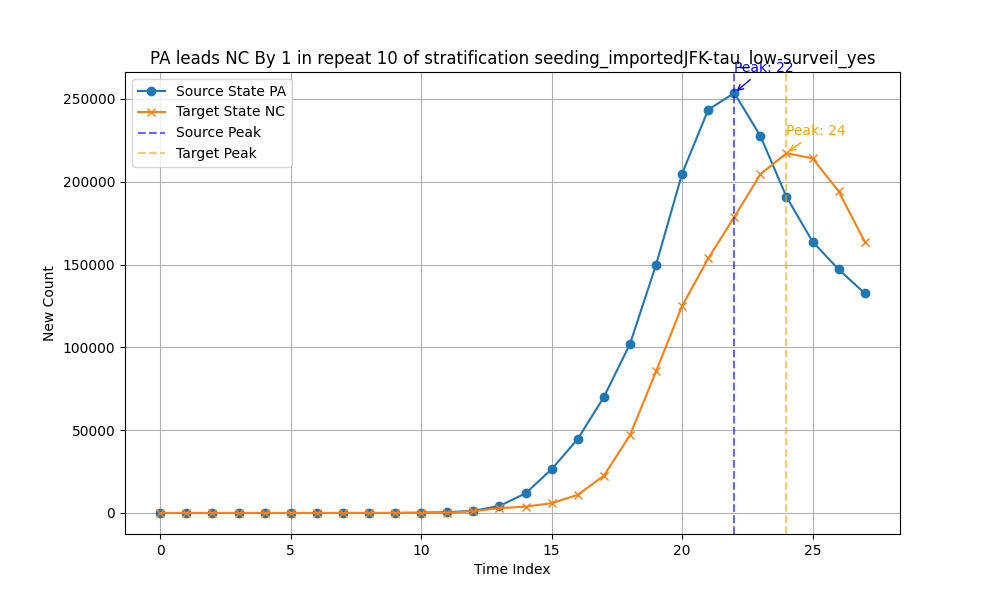 PA leads NC By 1 in repeat 10 of stratification seeding_importedJFK-tau_low-surveil_yes
Peak: 22
Source State PA
Target State NC
Source Peak
Target Peak
Peak: 24
New Count
250000
200000
150000
100000
50000
0
0 5 10 15 20 25
Time Index